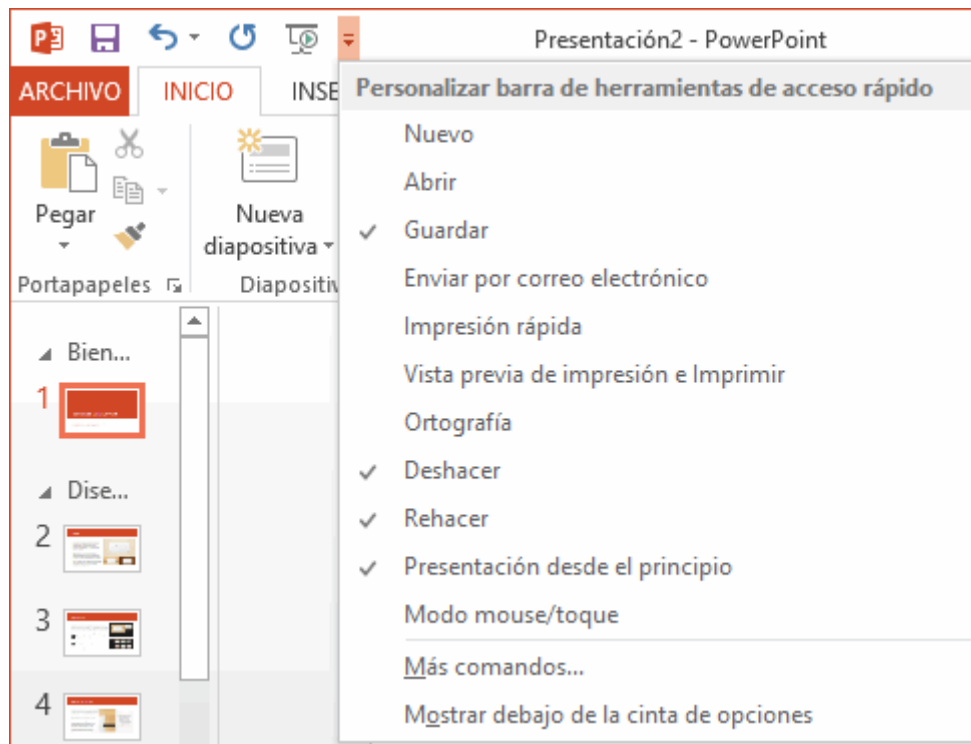 Presentación2 - PowerPoint
ARCHIVO INICIO INSE
Personalizar barra de herramientas de acceso rápido
Nuevo
Abrir
Guardar
Enviar por correo electrónico
Impresión rápida
Vista previa de impresión e Imprimir
Ortografía
Deshacer
Rehacer
Presentación desde el principio
Modo mouse/toque
Más comandos...
Mostrar debajo de la cinta de opciones
Pegar
Nueva
diapositiva
Portapapeles
Diapositiv
Bien...
1
Dise...
2
3
4